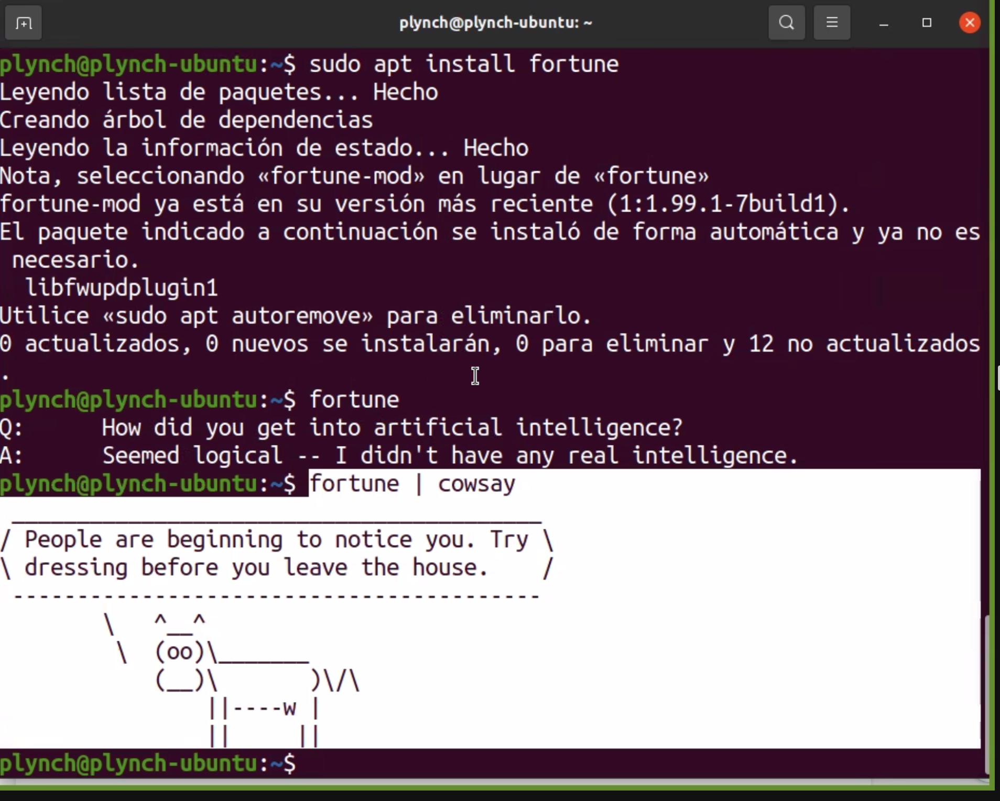 plynch@plynch-ubuntu: ~
plynch@plynch-ubuntu:~$ sudo apt install fortune
Leyendo lista de paquetes... Hecho
Creando árbol de dependencias
Leyendo la información de estado... Hecho
Nota, seleccionando «fortune-mod» en lugar de «fortune»
fortune-mod ya está en su versión más reciente (1:1.99.1-7build1).
El paquete indicado a continuación se instaló de forma automática y ya no es
 necesario.
  libfwupdplugin1
Utilice «sudo apt autoremove» para eliminarlo.
0 actualizados, 0 nuevos se instalarán, 0 para eliminar y 12 no actualizados
.
plynch@plynch-ubuntu:~$ fortune
Q:      How did you get into artificial intelligence?
A:      Seemed logical -- I didn't have any real intelligence.
plynch@plynch-ubuntu:~$ fortune | cowsay
 _________________________________________
/ People are beginning to notice you. Try \
\ dressing before you leave the house.    /
 -----------------------------------------
        \   ^__^
         \  (oo)\_______
            (__)\       )\/\
                ||----w |
                ||     ||
plynch@plynch-ubuntu:~$